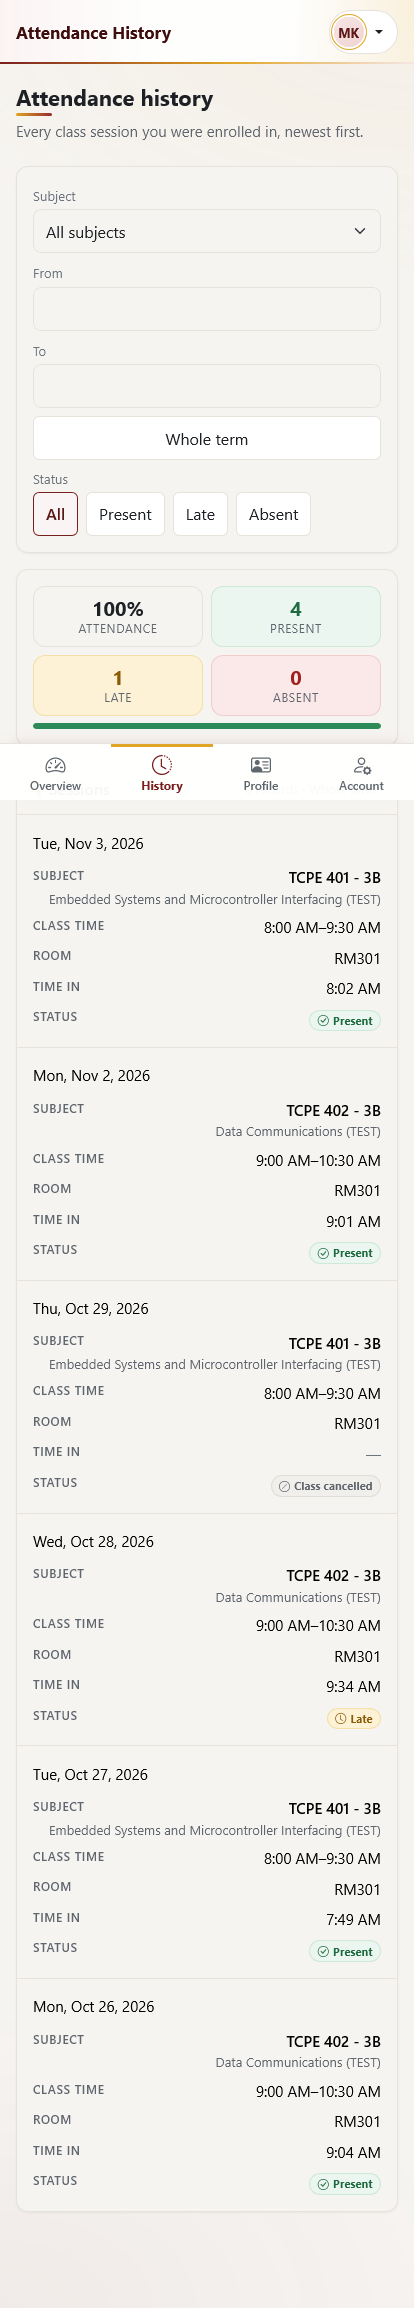 Attendance History
MK
Attendance history
Every class session you were enrolled in, newest first.
Subject
All subjects
From
To
Whole term
Status
All
Present
Late
Absent
100%
ATTENDANCE
4
PRESENT
1
LATE
0
ABSENT
Overview
History
Profile
Account
Tue, Nov 3, 2026
SUBJECT
TCPE 401 - 3B
Embedded Systems and Microcontroller Interfacing (TEST)
CLASS TIME
8:00 AM–9:30 AM
ROOM
RM301
TIME IN
8:02 AM
STATUS
Present
Mon, Nov 2, 2026
SUBJECT
TCPE 402 - 3B
Data Communications (TEST)
CLASS TIME
9:00 AM–10:30 AM
ROOM
RM301
TIME IN
9:01 AM
STATUS
Present
Thu, Oct 29, 2026
SUBJECT
TCPE 401 - 3B
Embedded Systems and Microcontroller Interfacing (TEST)
CLASS TIME
8:00 AM–9:30 AM
ROOM
RM301
TIME IN
—
STATUS
Class cancelled
Wed, Oct 28, 2026
SUBJECT
TCPE 402 - 3B
Data Communications (TEST)
CLASS TIME
9:00 AM–10:30 AM
ROOM
RM301
TIME IN
9:34 AM
STATUS
Late
Tue, Oct 27, 2026
SUBJECT
TCPE 401 - 3B
Embedded Systems and Microcontroller Interfacing (TEST)
CLASS TIME
8:00 AM–9:30 AM
ROOM
RM301
TIME IN
7:49 AM
STATUS
Present
Mon, Oct 26, 2026
SUBJECT
TCPE 402 - 3B
Data Communications (TEST)
CLASS TIME
9:00 AM–10:30 AM
ROOM
RM301
TIME IN
9:04 AM
STATUS
Present